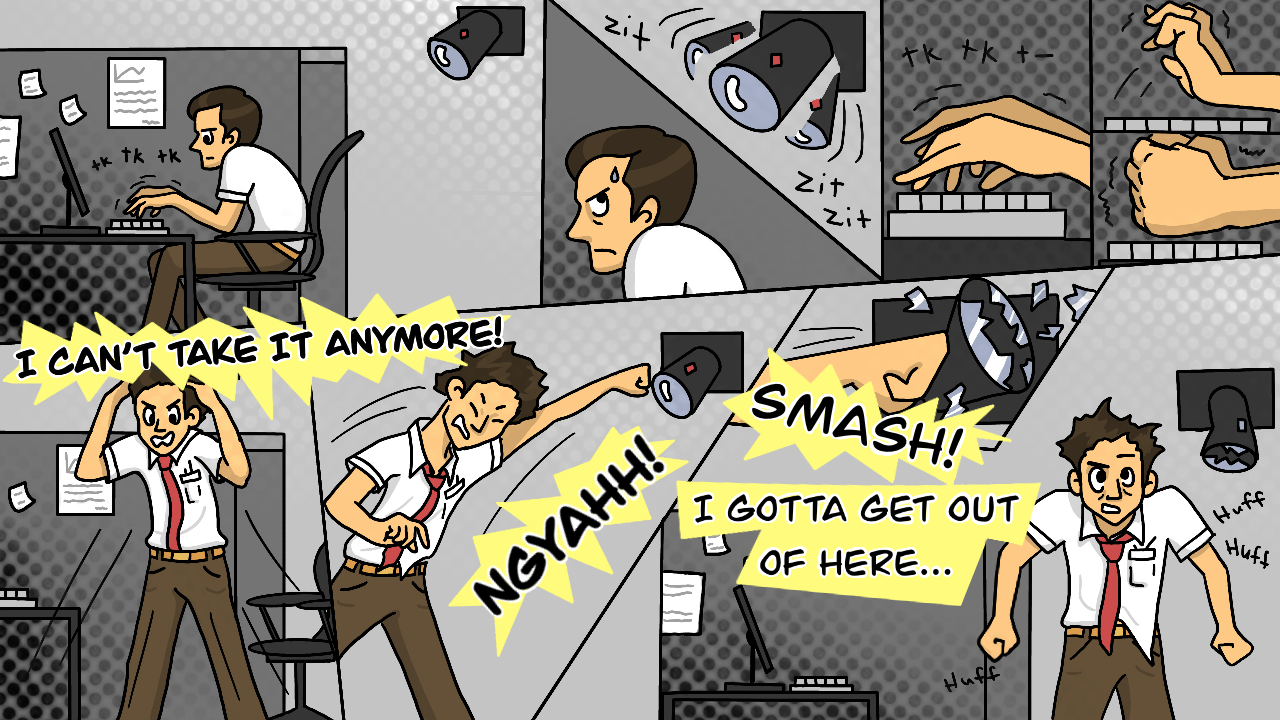 tk tk tk
zit
zit
zit
tk tk t-
I CAN'T TAKE IT ANYMORE!
NGYAHH!
SMASH!
I GOTTA GET OUT
OF HERE...
Huff
Huff
Huff